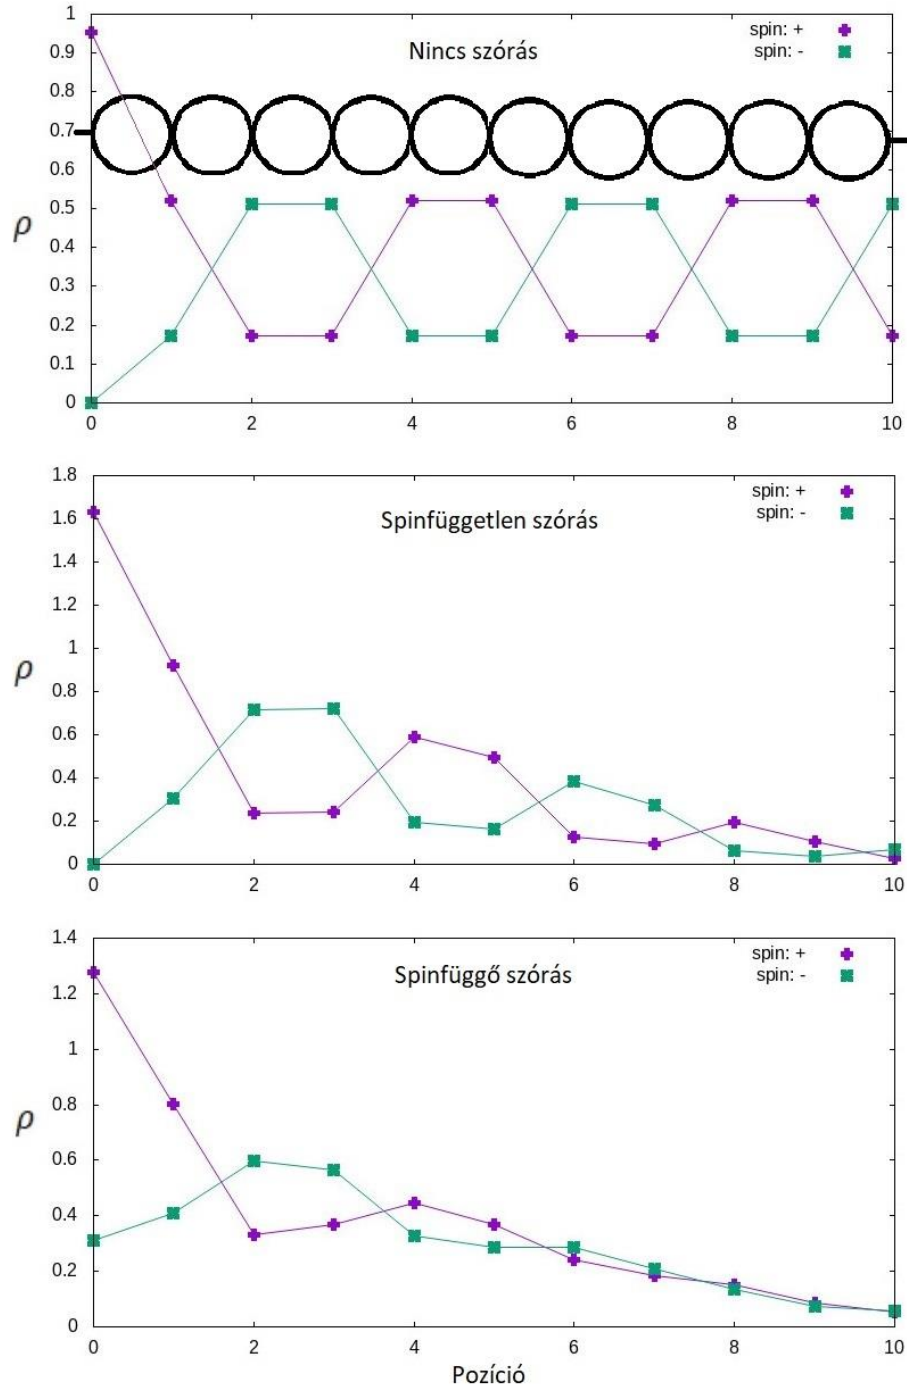 1
0.9
0.8
0.7
0.6
0.5
0.4
0.3
0.2
0.1
0
ρ
Nincs szórás
spin: +
spin: -
0 2 4 6 8 10
1.8
1.6
1.4
1.2
1
0.8
0.6
0.4
0.2
0
ρ
Spinfüggetlen szórás
spin: +
spin: -
0 2 4 6 8 10
1.4
1.2
1
0.8
0.6
0.4
0.2
0
ρ
Spinfüggő szórás
spin: +
spin: -
0 2 4 6 8 10
Pozíció